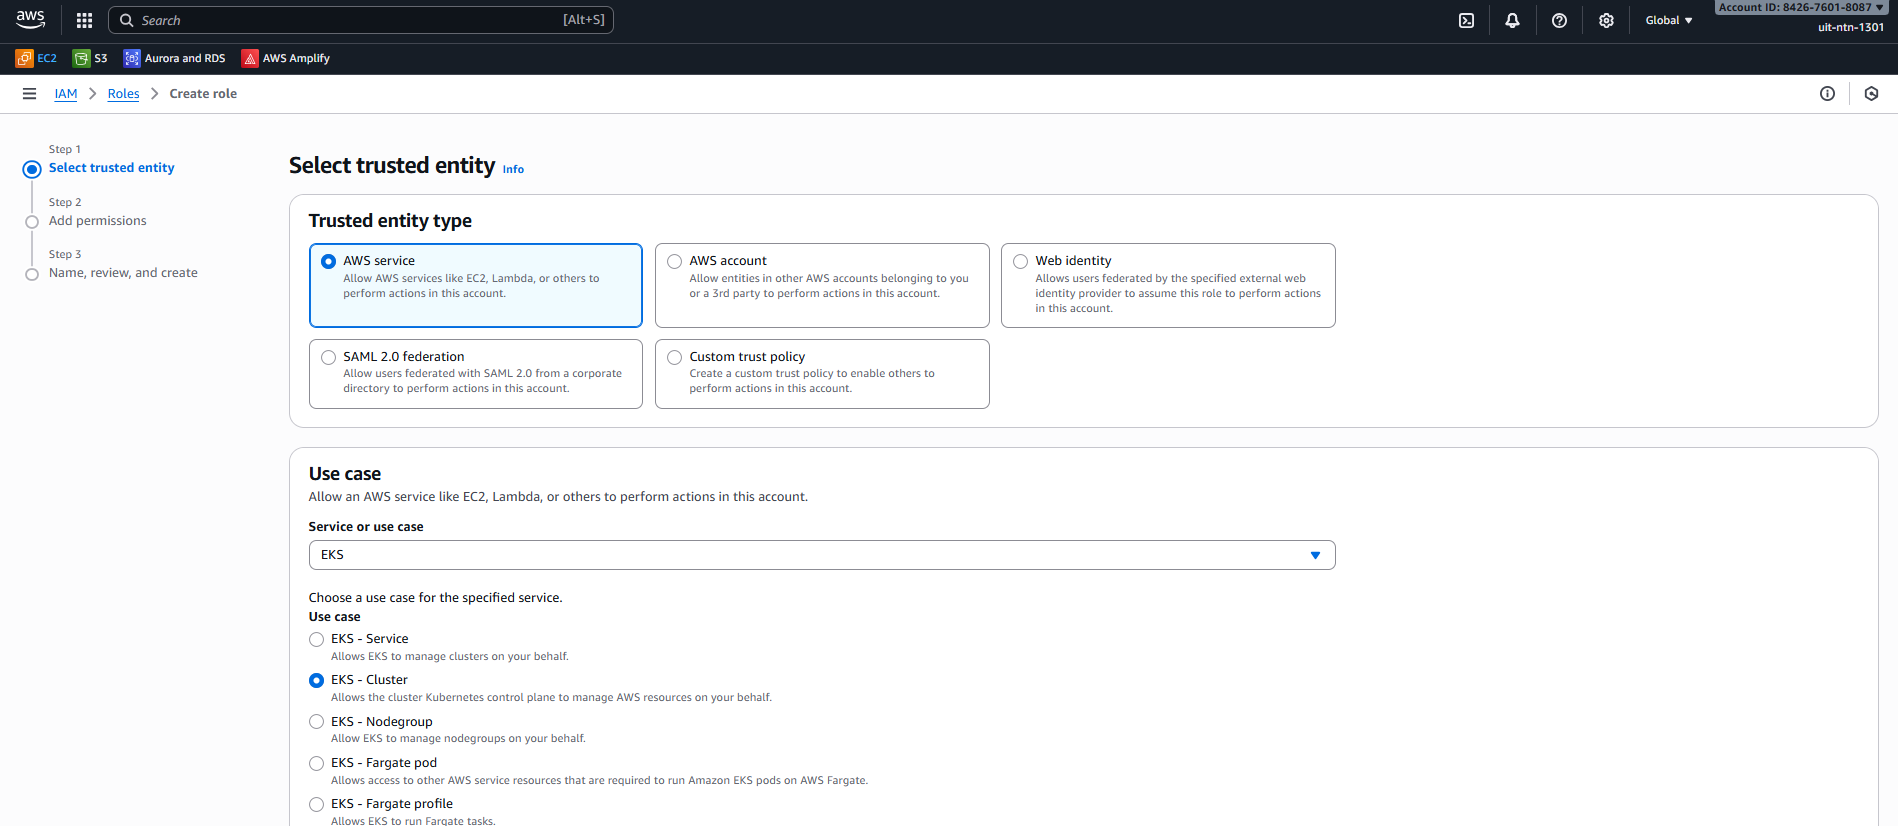 aws
Search
[Alt+S]
Global
Account ID: 8426-7601-8087
uit-ntn-1301
EC2
S3
Aurora and RDS
AWS Amplify
IAM
Roles
Create role
Step 1
Select trusted entity
Step 2
Add permissions
Step 3
Name, review, and create
Select trusted entity Info
Trusted entity type
AWS service
Allow AWS services like EC2, Lambda, or others to
perform actions in this account.
AWS account
Allow entities in other AWS accounts belonging to you
or a 3rd party to perform actions in this account.
Web identity
Allows users federated by the specified external web
identity provider to assume this role to perform actions
in this account.
SAML 2.0 federation
Allow users federated with SAML 2.0 from a corporate
directory to perform actions in this account.
Custom trust policy
Create a custom trust policy to enable others to
perform actions in this account.
Use case
Allow an AWS service like EC2, Lambda, or others to perform actions in this account.
Service or use case
EKS
Choose a use case for the specified service.
Use case
EKS - Service
Allows EKS to manage clusters on your behalf.
EKS - Cluster
Allows the cluster Kubernetes control plane to manage AWS resources on your behalf.
EKS - Nodegroup
Allow EKS to manage nodegroups on your behalf.
EKS - Fargate pod
Allows access to other AWS service resources that are required to run Amazon EKS pods on AWS Fargate.
EKS - Fargate profile
Allows EKS to run Fargate tasks.